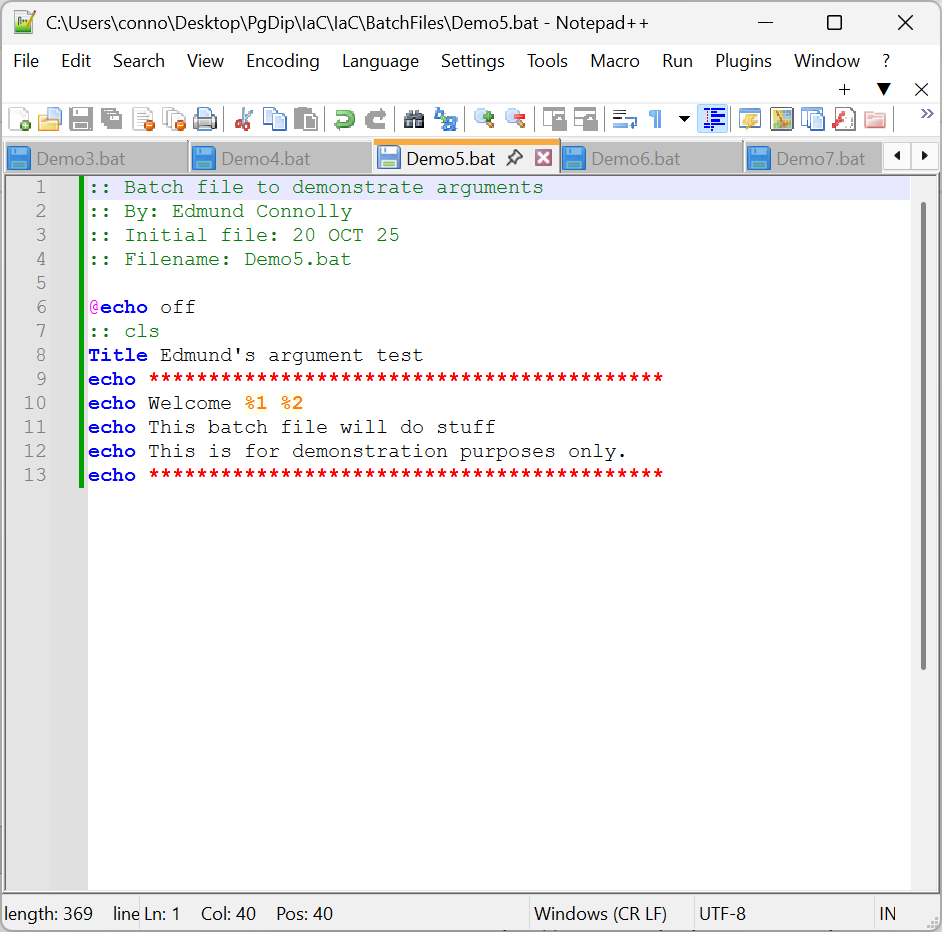 C:\Users\conno\Desktop\PgDip\IaC\IaC\BatchFiles\Demo5.bat - Notepad++
File Edit Search View Encoding Language Settings Tools Macro Run Plugins Window ?
Demo3.bat Demo4.bat Demo5.bat Demo6.bat Demo7.bat
1 :: Batch file to demonstrate arguments
2 :: By: Edmund Connolly
3 :: Initial file: 20 OCT 25
4 :: Filename: Demo5.bat
5
6 @echo off
7 :: cls
8 Title Edmund's argument test
9 echo *******************************************
10 echo Welcome %1 %2
11 echo This batch file will do stuff
12 echo This is for demonstration purposes only.
13 echo *******************************************
length: 369 line Ln: 1 Col: 40 Pos: 40 Windows (CR LF) UTF-8 IN